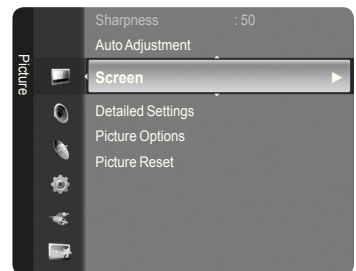 Picture
Sharpness : 50
Auto Adjustment
Screen
Detailed Settings
Picture Options
Picture Reset